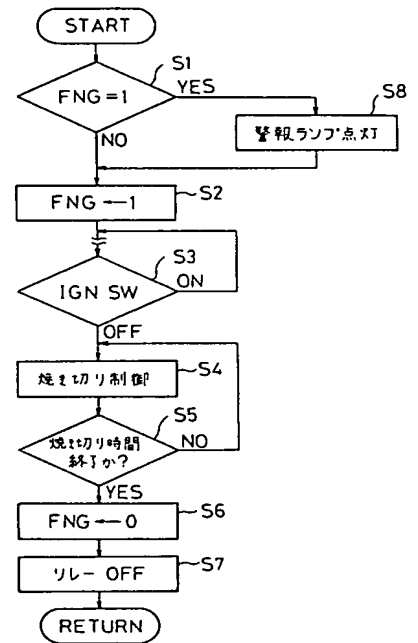 START
S1
FNG=1
YES
S8
警報ランプ点灯
NO
S2
FNG←1
S3
IGN SW
ON
OFF
焼き切り制御
S4
S5
焼き切り時間
終了か?
NO
YES
FNG←0
S6
リレー OFF
S7
RETURN